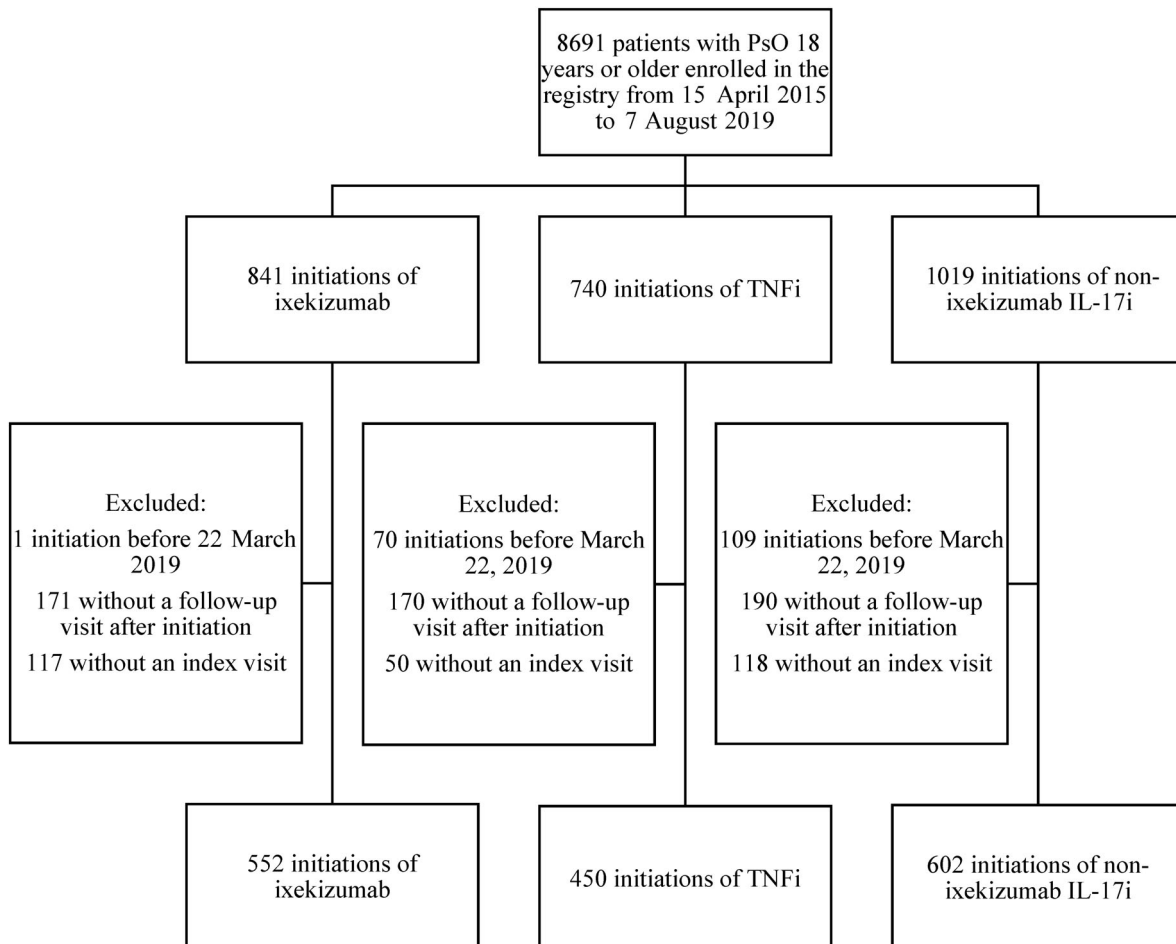 8691 patients with PsO 18
years or older enrolled in the
registry from 15 April 2015
to 7 August 2019
841 initiations of
ixekizumab
740 initiations of TNFi
1019 initiations of non-
ixekizumab IL-17i
Excluded:
1 initiation before 22 March
2019
171 without a follow-up
visit after initiation
117 without an index visit
Excluded:
70 initiations before March
22, 2019
170 without a follow-up
visit after initiation
50 without an index visit
Excluded:
109 initiations before March
22, 2019
190 without a follow-up
visit after initiation
118 without an index visit
552 initiations of
ixekizumab
450 initiations of TNFi
602 initiations of non-
ixekizumab IL-17i